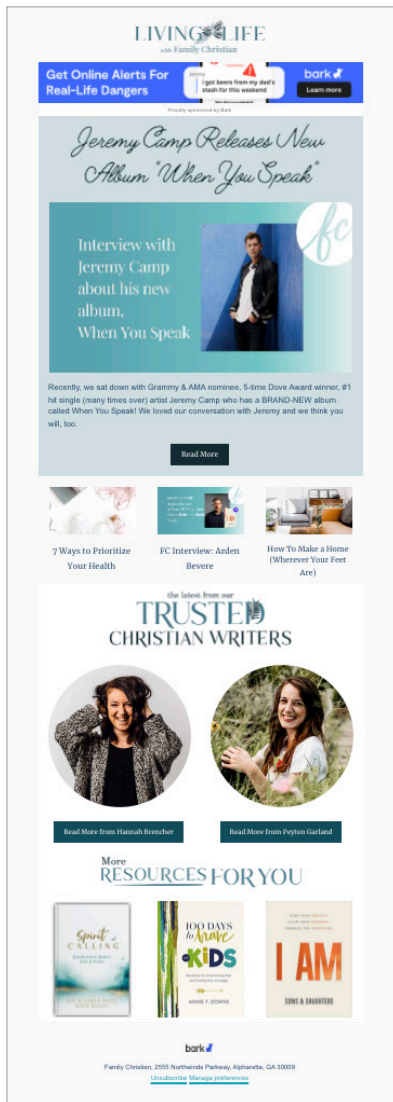 LIVING LIFE
with Family Christian
Get Online Alerts For
Real-Life Dangers
Jeremy
I got beers from my dad's
stash for this weekend
bark
Learn more
Proudly sponsored by Bark
Jeremy Camp Releases New
Album "When You Speak"
Interview with
Jeremy Camp
about his new
album,
When You Speak
fc
Recently, we sat down with Grammy & AMA nominee, 5-time Dove Award winner, #1
hit single (many times over) artist Jeremy Camp who has a BRAND-NEW album
called When You Speak! We loved our conversation with Jeremy and we think you
will, too.
Read More
7 Ways to Prioritize
Your Health
FC Interview: Arden
Bevere
How To Make a Home
(Wherever Your Feet
Are)
the latest from our
TRUSTED
CHRISTIAN WRITERS
Read More from Hannah Brencher
Read More from Peyton Garland
More
RESOURCES FOR YOU
Spirit
CALLING
100 DAYS
to brave
for
KIDS
ANNIE F. DOWNS
I AM
SONS & DAUGHTERS
bark
Family Christian, 2555 Northwinds Parkway, Alpharetta, GA 30009
Unsubscribe Manage preferences